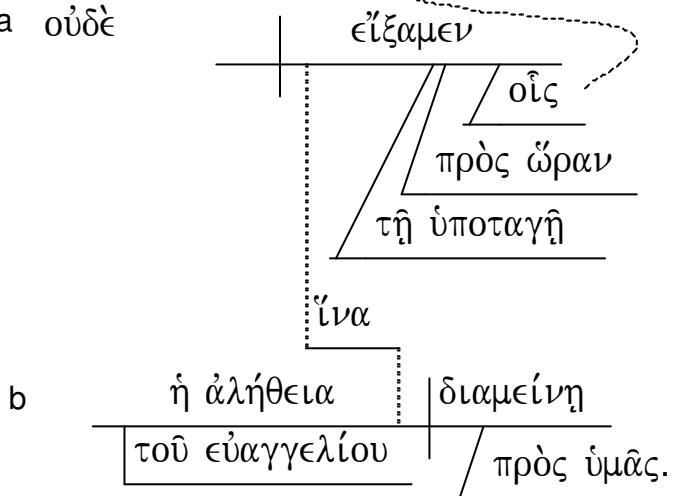 a οὐδὲ εἴξαμεν
οἷς
πρὸς ὥραν
τῇ ὑποταγῇ
ἵνα
b ἡ ἀλήθεια διαμείνῃ
τοῦ εὐαγγελίου πρὸς ὑμᾶς.